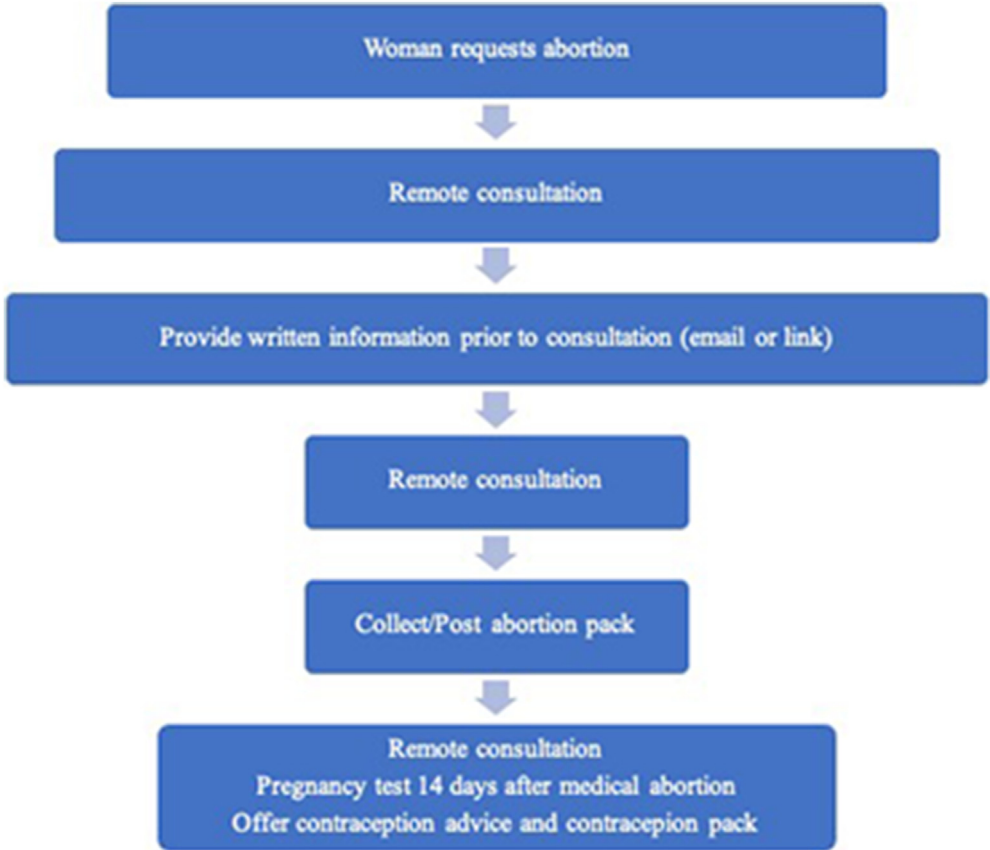 Woman requests abortion
Remote consultation
Provide written information prior to consultation (email or link)
Remote consultation
Collect/Post abortion pack
Remote consultation
Pregnancy test 14 days after medical abortion
Offer contraception advice and contracepion pack